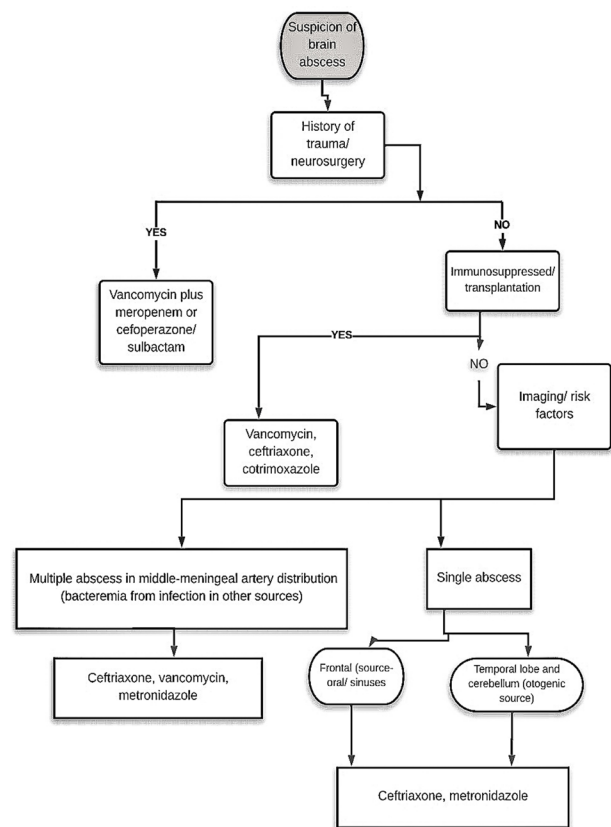 Suspicion of
brain
abscess
History of
trauma/
neurosurgery
YES
NO
Vancomycin plus
meropenem or
cefoperazone/
sulbactam
Immunosuppressed/
transplantation
YES
NO
Vancomycin,
ceftriaxone,
cotrimoxazole
Imaging/ risk
factors
Multiple abscess in middle-meningeal artery distribution
(bacteremia from infection in other sources)
Single abscess
Ceftriaxone, vancomycin,
metronidazole
Frontal (source-
oral/ sinuses
Temporal lobe and
cerebellum (otogenic
source)
Ceftriaxone, metronidazole